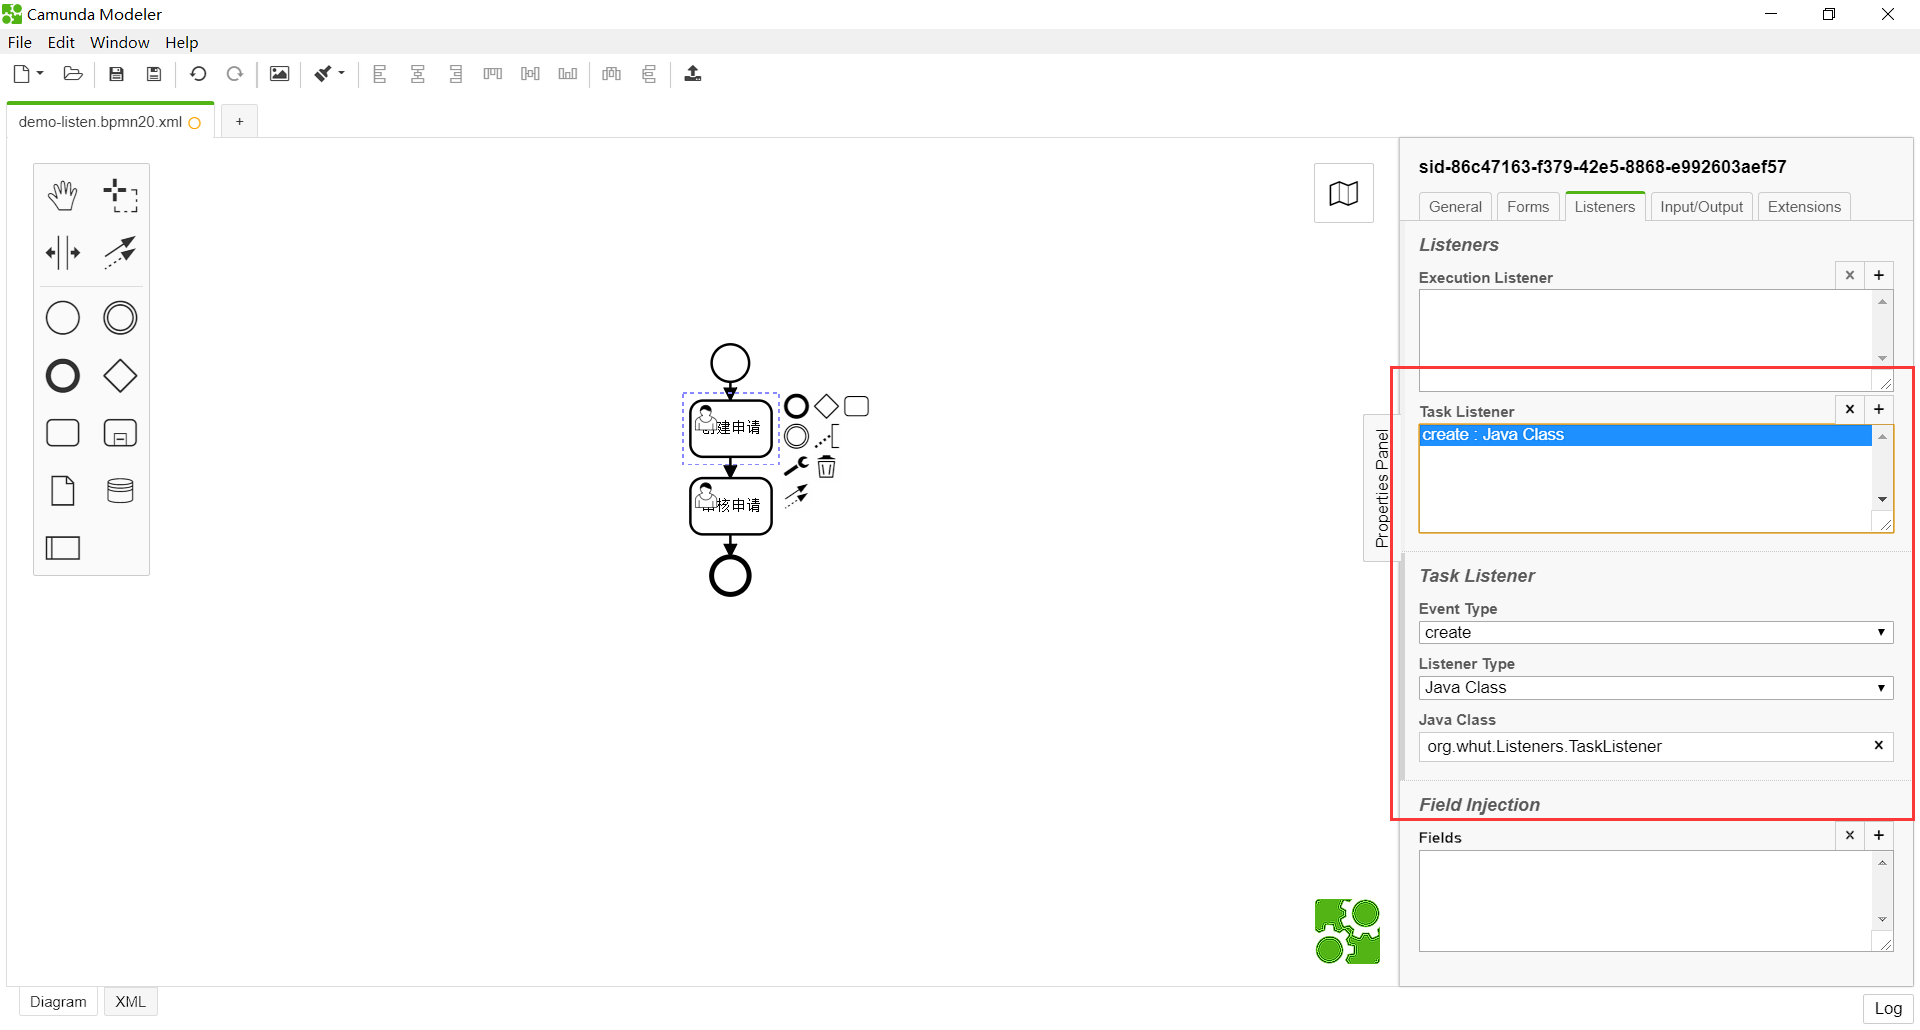 Camunda Modeler
File Edit Window Help
demo-listen.bpmn20.xml
+
sid-86c47163-f379-42e5-8868-e992603aef57
General Forms Listeners Input/Output Extensions
Listeners
Execution Listener
x +
Task Listener
x +
create : Java Class
创建申请
审核申请
Properties Panel
Task Listener
Event Type
create
Listener Type
Java Class
Java Class
org.whut.Listeners.TaskListener
x
Field Injection
Fields
x +
Diagram XML
Log